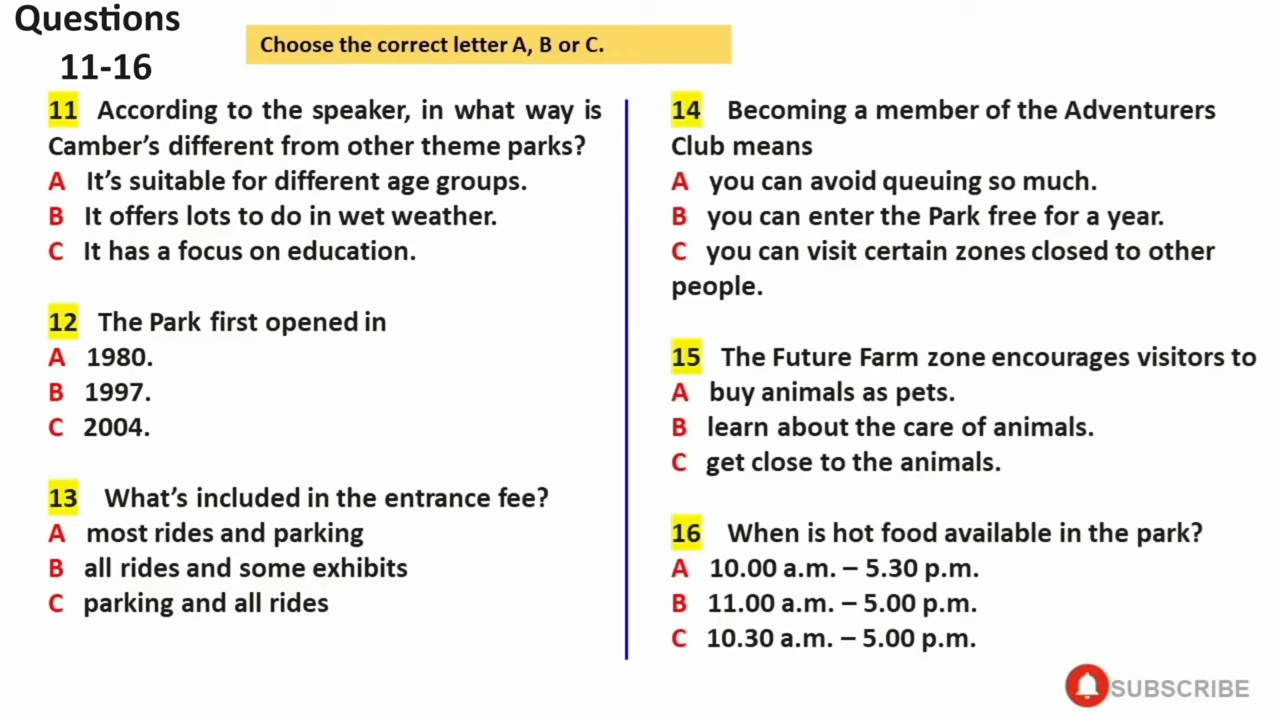 Questions
11-16
Choose the correct letter A, B or C.
11 According to the speaker, in what way is
Camber's different from other theme parks?
A It's suitable for different age groups.
B It offers lots to do in wet weather.
C It has a focus on education.
12 The Park first opened in
A 1980.
B 1997.
C 2004.
13 What's included in the entrance fee?
A most rides and parking
B all rides and some exhibits
C parking and all rides
14 Becoming a member of the Adventurers
Club means
A you can avoid queuing so much.
B you can enter the Park free for a year.
C you can visit certain zones closed to other
people.
15 The Future Farm zone encourages visitors to
A buy animals as pets.
B learn about the care of animals.
C get close to the animals.
16 When is hot food available in the park?
A 10.00 a.m. – 5.30 p.m.
B 11.00 a.m. – 5.00 p.m.
C 10.30 a.m. – 5.00 p.m.
SUBSCRIBE